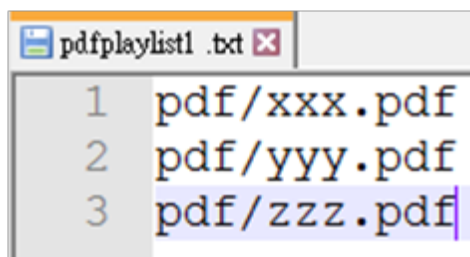 pdfplaylist1 .txt
1 pdf/xxx.pdf
2 pdf/yyy.pdf
3 pdf/zzz.pdf